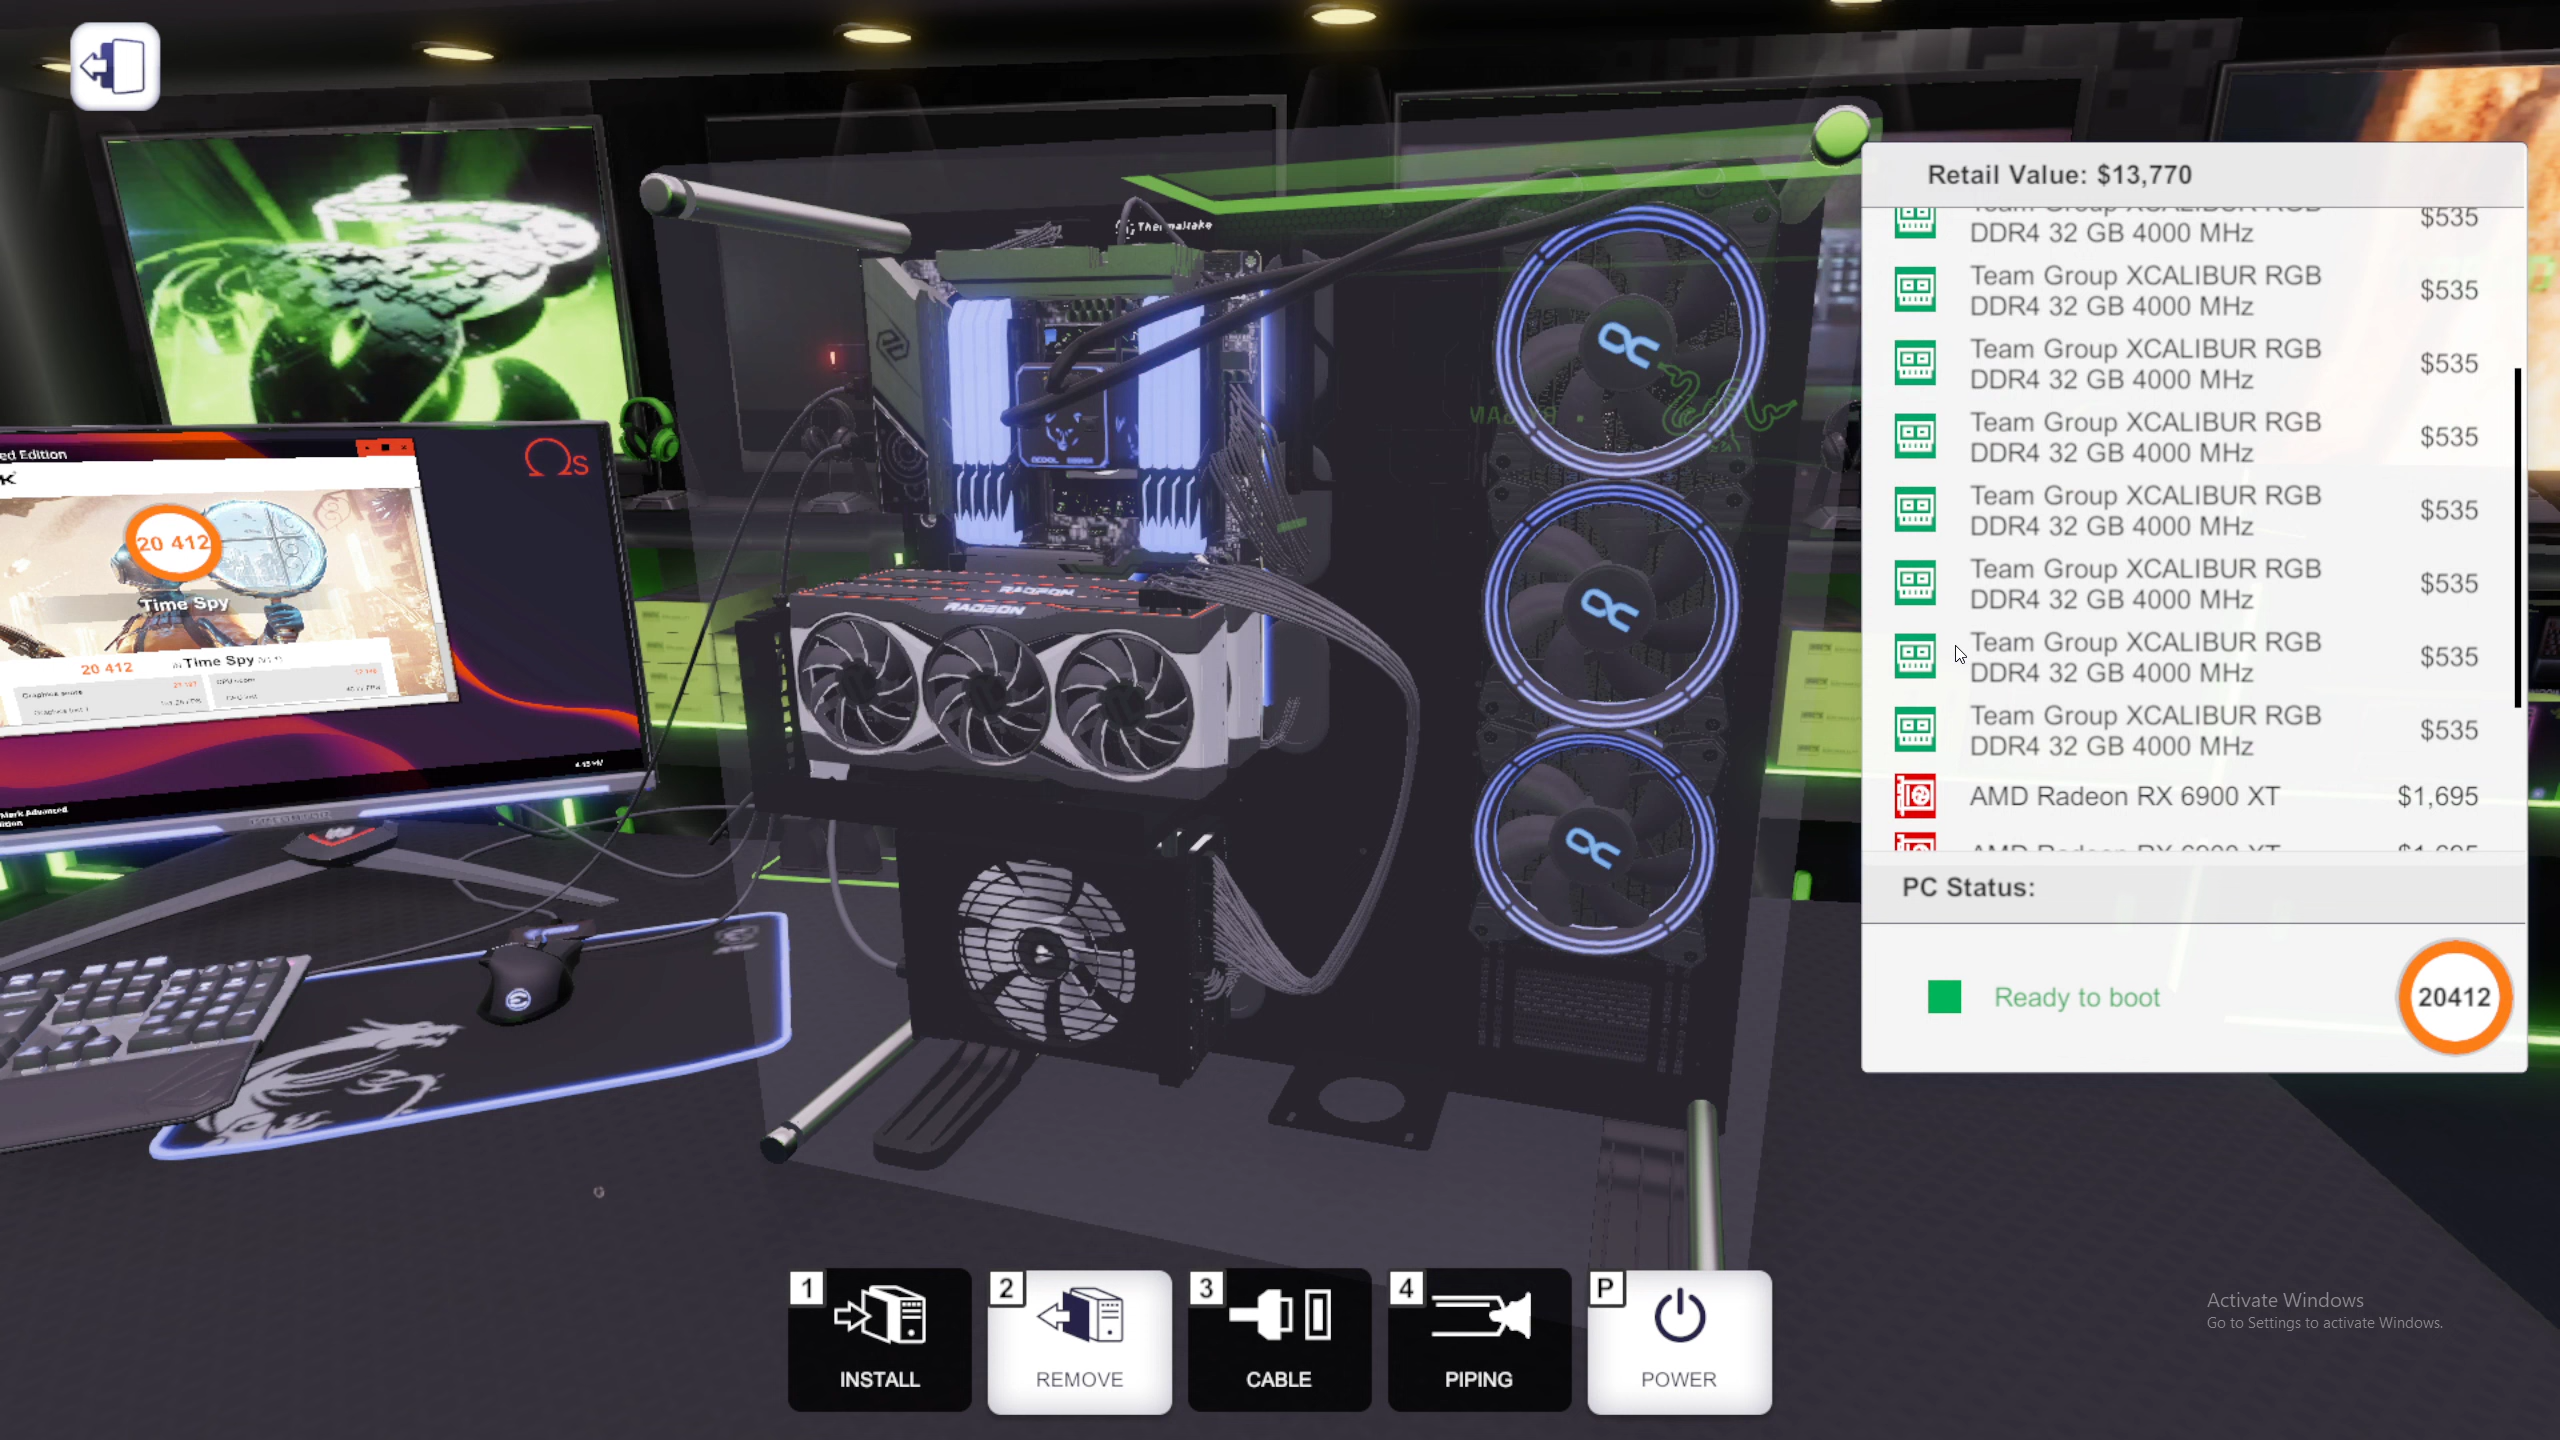 Retail Value: $13,770
DDR4 32 GB 4000 MHz
$535
Team Group XCALIBUR RGB
DDR4 32 GB 4000 MHz
$535
Team Group XCALIBUR RGB
DDR4 32 GB 4000 MHz
$535
Team Group XCALIBUR RGB
DDR4 32 GB 4000 MHz
$535
Team Group XCALIBUR RGB
DDR4 32 GB 4000 MHz
$535
Team Group XCALIBUR RGB
DDR4 32 GB 4000 MHz
$535
Team Group XCALIBUR RGB
DDR4 32 GB 4000 MHz
$535
Team Group XCALIBUR RGB
DDR4 32 GB 4000 MHz
$535
AMD Radeon RX 6900 XT
$1,695
PC Status:
Ready to boot
20412
Thermaltake
ed Edition
20 412
Time Spy
20 412
Time Spy
Graphics score
RADEON
RADEON
1
INSTALL
2
REMOVE
3
CABLE
4
PIPING
P
POWER
Activate Windows
Go to Settings to activate Windows.